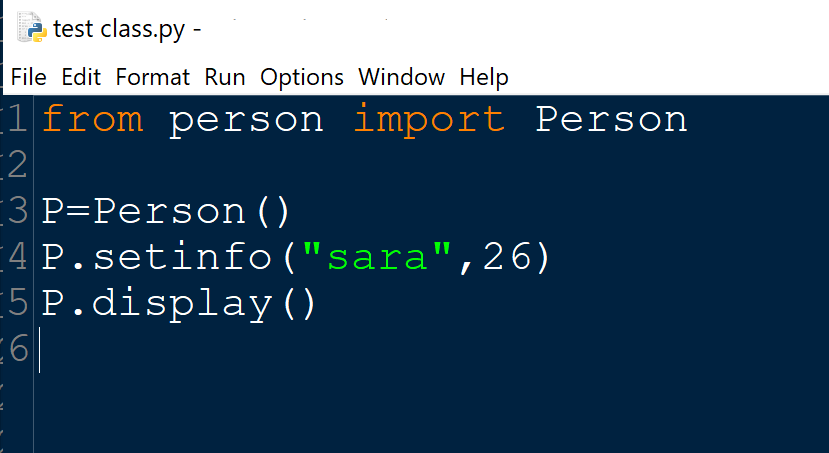 test class.py -
File Edit Format Run Options Window Help
1 from person import Person
2
3 P=Person()
4 P.setinfo("sara",26)
5 P.display()
6